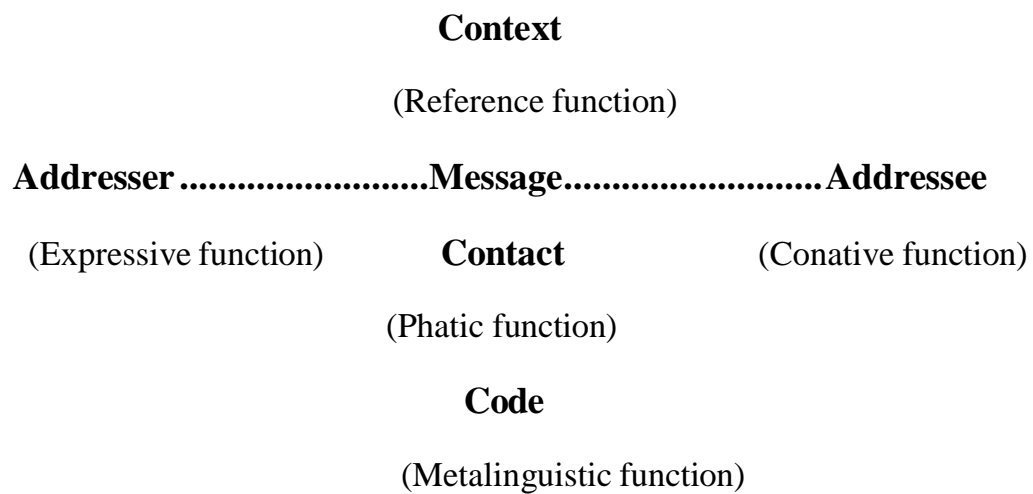 Context
(Reference function)
Addresser..........................Message...........................Addressee
(Expressive function) Contact (Conative function)
(Phatic function)
Code
(Metalinguistic function)